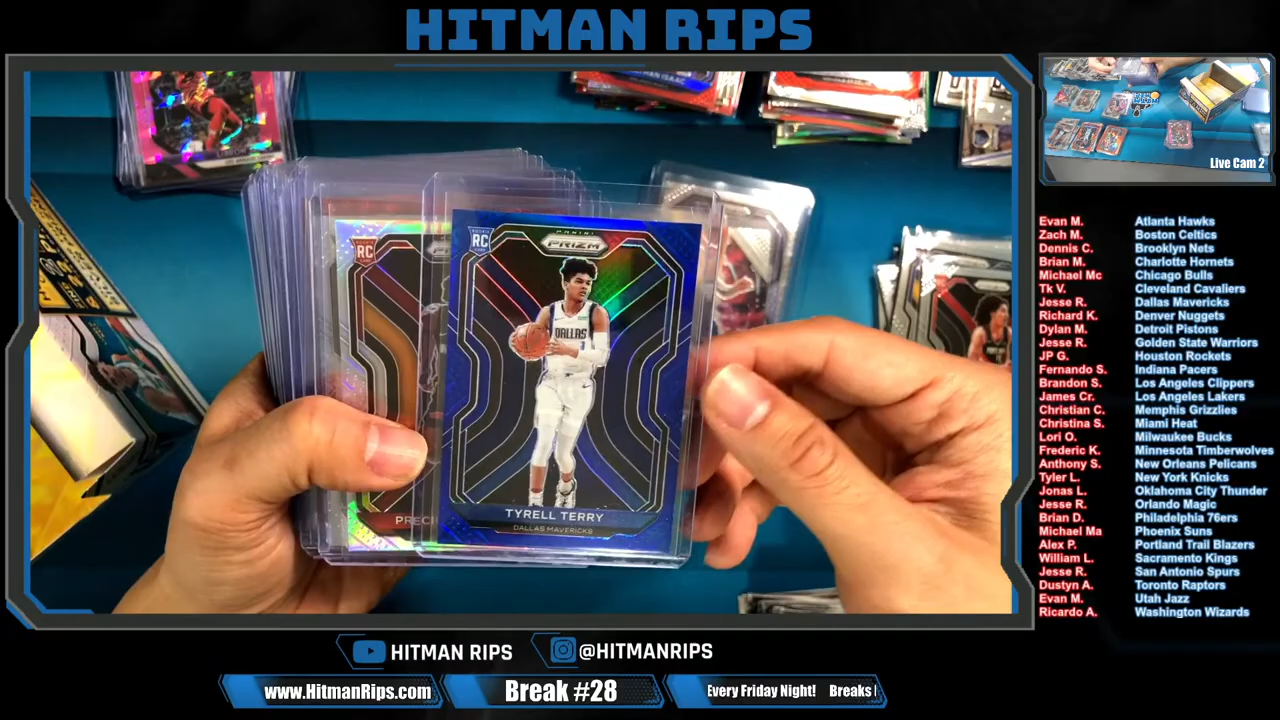 HITMAN RIPS
RC
PANINI
PRIZM
DALLAS
1
TYRELL TERRY
DALLAS MAVERICKS
RC
PRECI
Live Cam 2
Evan M. Atlanta Hawks
Zach M. Boston Celtics
Dennis C. Brooklyn Nets
Brian M. Charlotte Hornets
Michael Mc Chicago Bulls
Tk V. Cleveland Cavaliers
Jesse R. Dallas Mavericks
Richard K. Denver Nuggets
Dylan M. Detroit Pistons
Jesse R. Golden State Warriors
JP G. Houston Rockets
Fernando S. Indiana Pacers
Brandon S. Los Angeles Clippers
James Cr. Los Angeles Lakers
Christian C. Memphis Grizzlies
Christina S. Miami Heat
Lori O. Milwaukee Bucks
Frederic K. Minnesota Timberwolves
Anthony S. New Orleans Pelicans
Tyler L. New York Knicks
Jonas L. Oklahoma City Thunder
Jesse R. Orlando Magic
Brian D. Philadelphia 76ers
Michael Ma Phoenix Suns
Alex P. Portland Trail Blazers
William L. Sacramento Kings
Jesse R. San Antonio Spurs
Dustyn A. Toronto Raptors
Evan M. Utah Jazz
Ricardo A. Washington Wizards
HITMAN RIPS
@HITMANRIPS
www.HitmanRips.com
Break #28
Every Friday Night! Breaks